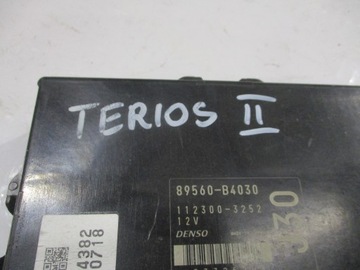 TERIOS II
89560-B4030
112300-3252
12V
DENSO
4382
0718